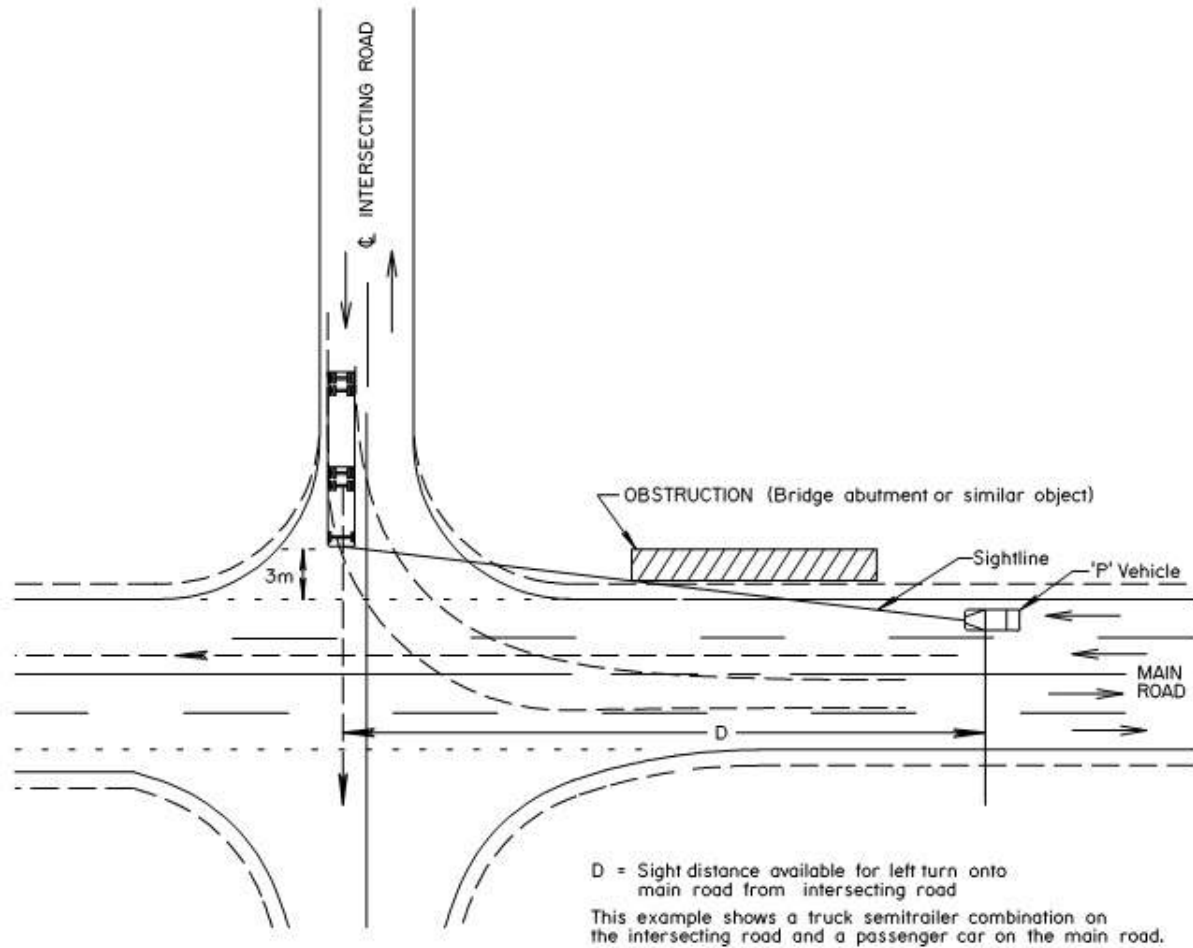 ℄ INTERSECTING ROAD
OBSTRUCTION (Bridge abutment or similar object)
Sightline
'P' Vehicle
3m
MAIN
ROAD
D
D = Sight distance available for left turn onto
main road from intersecting road
This example shows a truck semitrailer combination on
the intersecting road and a passenger car on the main road.